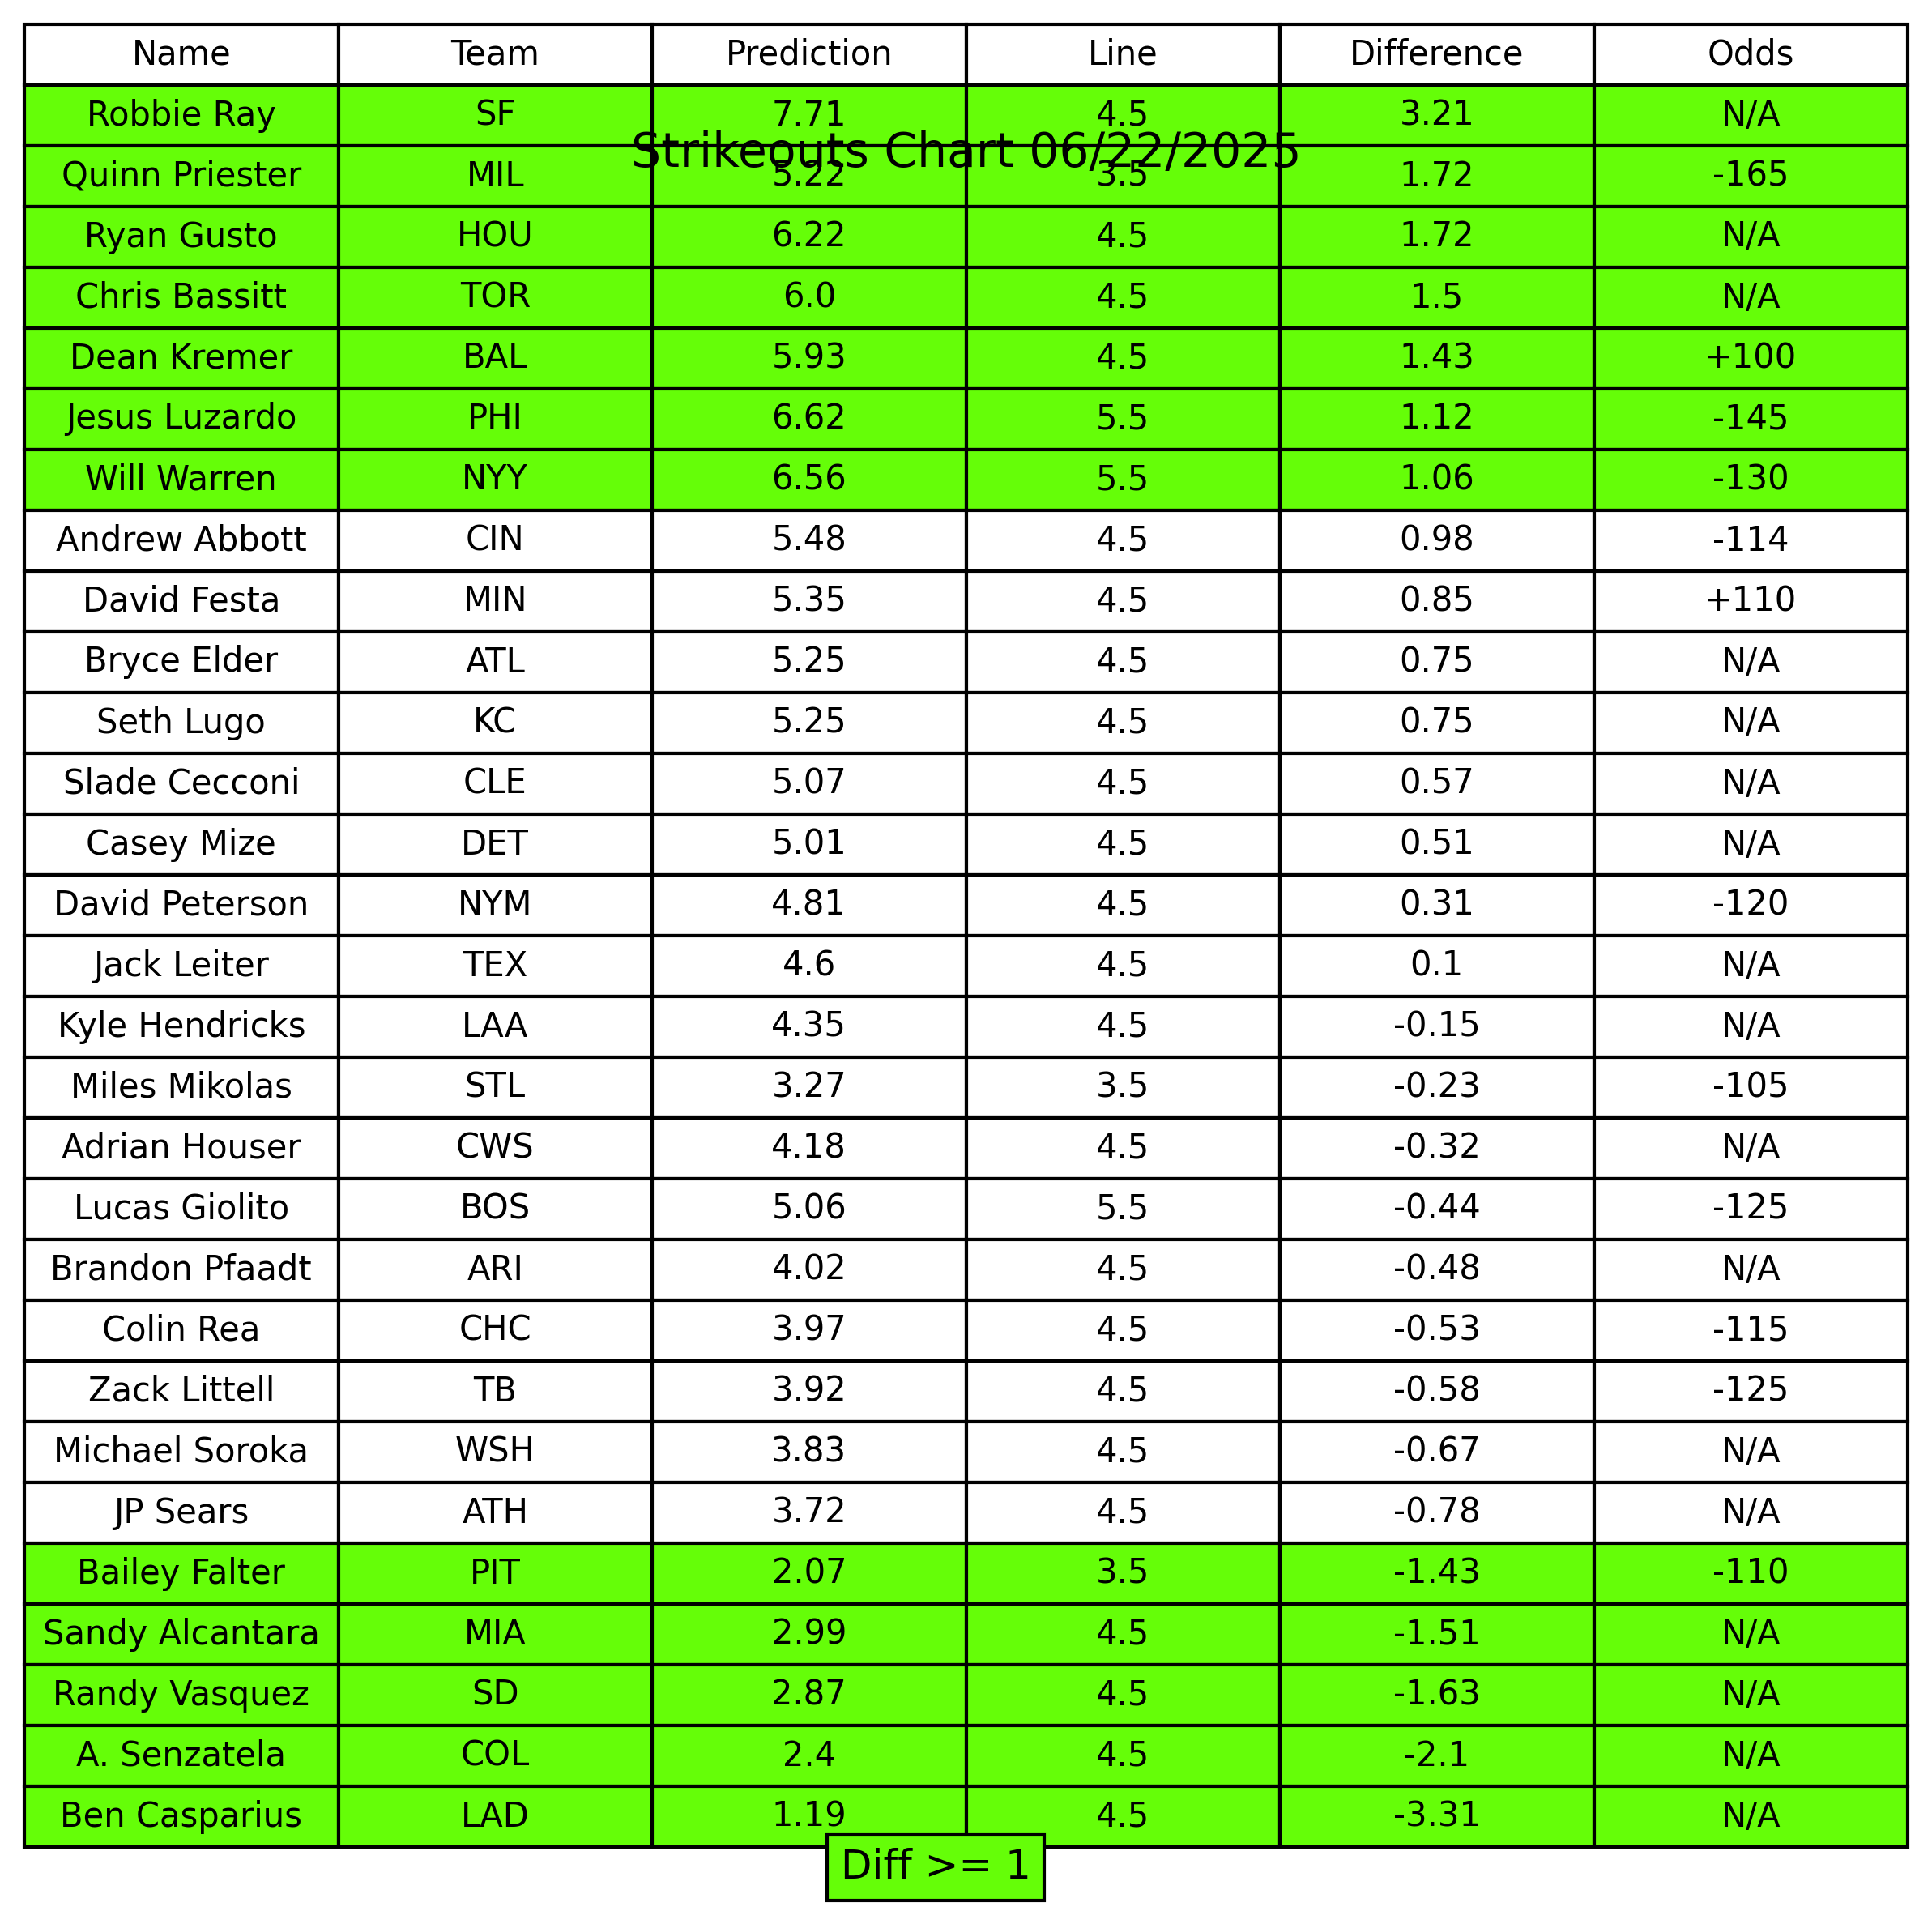 Name Team Prediction Line Difference Odds
Robbie Ray SF 7.71 4.5 3.21 N/A
Strikeouts Chart 06/22/2025
Quinn Priester MIL 5.22 3.5 1.72 -165
Ryan Gusto HOU 6.22 4.5 1.72 N/A
Chris Bassitt TOR 6.0 4.5 1.5 N/A
Dean Kremer BAL 5.93 4.5 1.43 +100
Jesus Luzardo PHI 6.62 5.5 1.12 -145
Will Warren NYY 6.56 5.5 1.06 -130
Andrew Abbott CIN 5.48 4.5 0.98 -114
David Festa MIN 5.35 4.5 0.85 +110
Bryce Elder ATL 5.25 4.5 0.75 N/A
Seth Lugo KC 5.25 4.5 0.75 N/A
Slade Cecconi CLE 5.07 4.5 0.57 N/A
Casey Mize DET 5.01 4.5 0.51 N/A
David Peterson NYM 4.81 4.5 0.31 -120
Jack Leiter TEX 4.6 4.5 0.1 N/A
Kyle Hendricks LAA 4.35 4.5 -0.15 N/A
Miles Mikolas STL 3.27 3.5 -0.23 -105
Adrian Houser CWS 4.18 4.5 -0.32 N/A
Lucas Giolito BOS 5.06 5.5 -0.44 -125
Brandon Pfaadt ARI 4.02 4.5 -0.48 N/A
Colin Rea CHC 3.97 4.5 -0.53 -115
Zack Littell TB 3.92 4.5 -0.58 -125
Michael Soroka WSH 3.83 4.5 -0.67 N/A
JP Sears ATH 3.72 4.5 -0.78 N/A
Bailey Falter PIT 2.07 3.5 -1.43 -110
Sandy Alcantara MIA 2.99 4.5 -1.51 N/A
Randy Vasquez SD 2.87 4.5 -1.63 N/A
A. Senzatela COL 2.4 4.5 -2.1 N/A
Ben Casparius LAD 1.19 4.5 -3.31 N/A
Diff >= 1